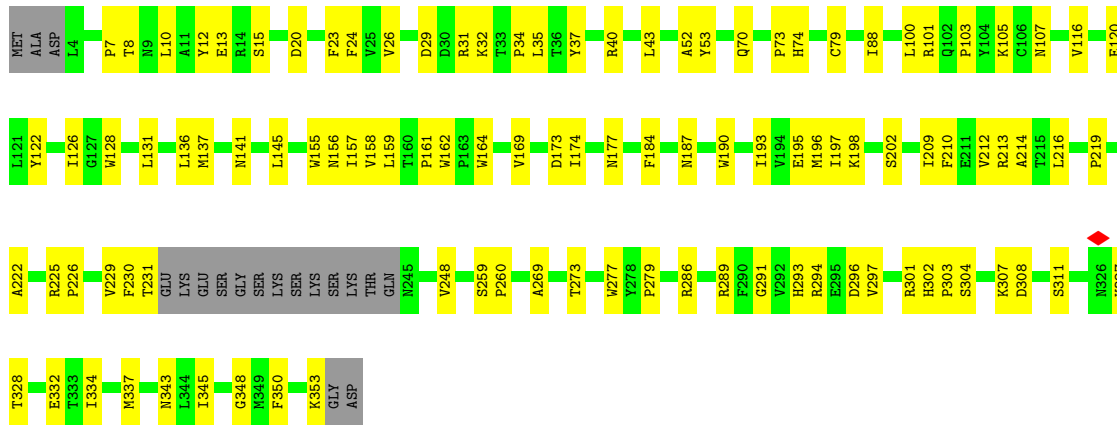 MET ALA ASP L4 P7 T8 N9 L10 A11 Y12 E13 R14 S15 D20 F23 F24 V25 V26 D29 D30 R31 K32 T33 P34 L35 T36 Y37 R40 L43 A52 Y53 Q70 P73 H74 C79 I88 L100 R101 Q102 P103 Y104 K105 C106 N107 V116 E120
L121 Y122 I126 G127 W128 L131 L136 M137 N141 L145 W155 N156 I157 V158 L159 T160 P161 W162 P163 W164 V169 D173 I174 N177 F184 N187 W190 I193 V194 E195 M196 I197 K198 S202 I209 F210 E211 V212 R213 A214 T215 L216 P219
A222 R225 P226 V229 F230 T231 GLU LYS GLU SER GLY SER LYS SER LYS SER LYS THR GLN N245 V248 S259 P260 A269 T273 W277 Y278 P279 R286 R289 F290 G291 V292 H293 R294 E295 D296 V297 R301 H302 P303 S304 K307 D308 S311 N326
T328 E332 T333 I334 M337 N343 L344 I345 G348 M349 F350 K353 GLY ASP